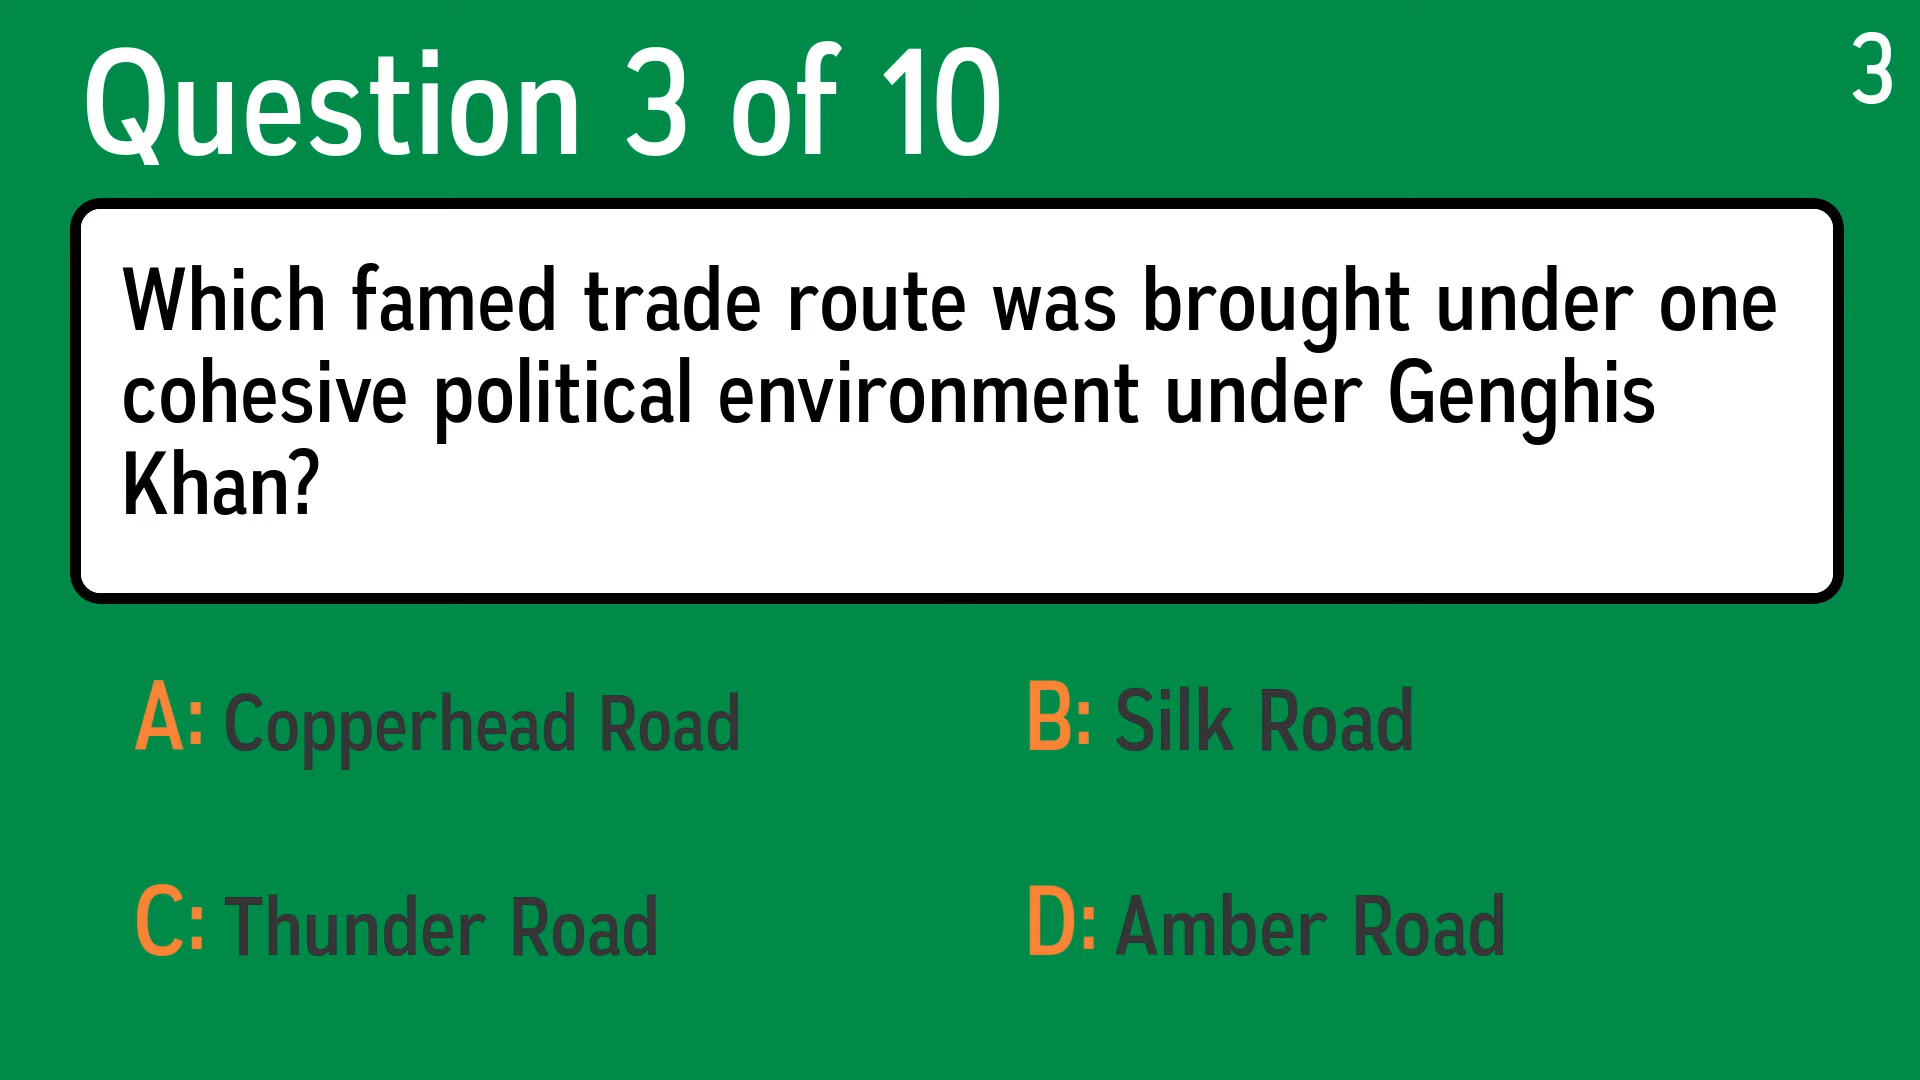 Question 3 of 10
3
Which famed trade route was brought under one
cohesive political environment under Genghis
Khan?
A: Copperhead Road
B: Silk Road
C: Thunder Road
D: Amber Road